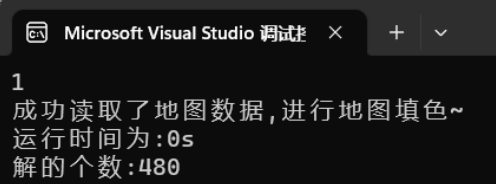 Microsoft Visual Studio 调试
1
成功读取了地图数据,进行地图填色~
运行时间为:0s
解的个数:480